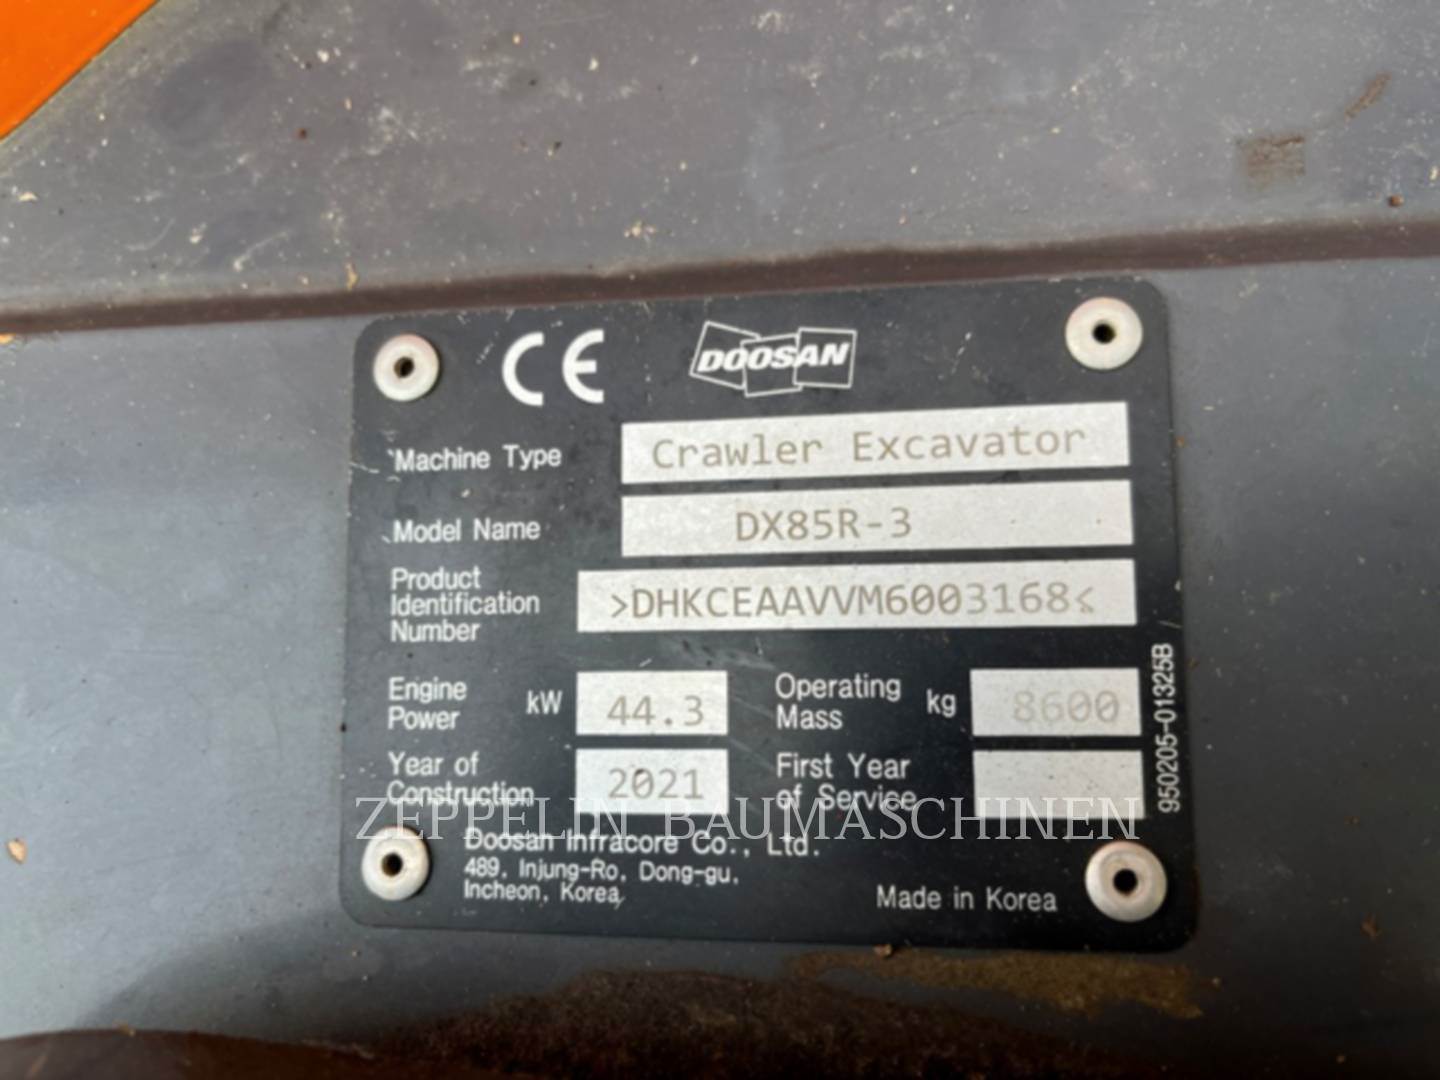 CE
DOOSAN
Machine Type Crawler Excavator
Model Name DX85R-3
Product
Identification
Number
>DHKCEAAVVM6003168<
Engine
Power kW 44.3
Operating
Mass kg 8600
Year of
Construction 2021
First Year
of Service
950205-01325B
ZEPPELIN BAUMASCHINEN
Doosan Infracore Co., Ltd.
489, Injung-Ro, Dong-gu,
Incheon, Korea
Made in Korea